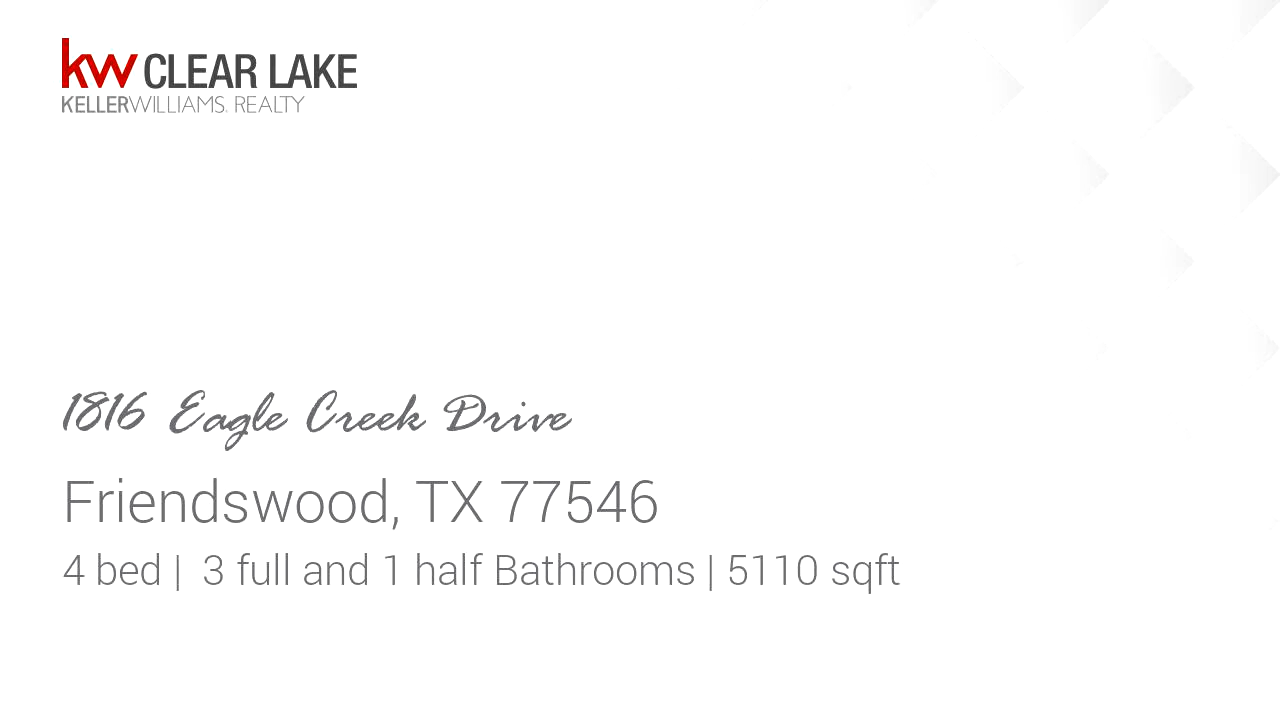 kw CLEAR LAKE
KELLERWILLIAMS. REALTY
1816 Eagle Creek Drive
Friendswood, TX 77546
4 bed | 3 full and 1 half Bathrooms | 5110 sqft